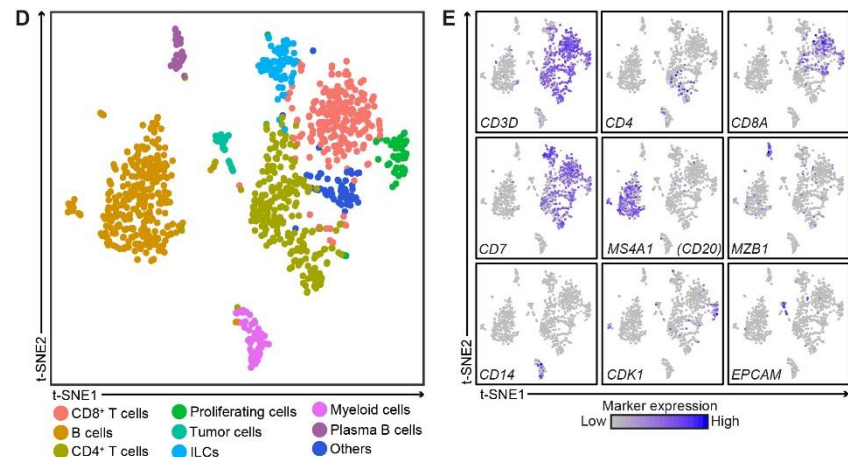 D
t-SNE2
t-SNE1
CD8⁺ T cells
B cells
CD4⁺ T cells
Proliferating cells
Tumor cells
ILCs
Myeloid cells
Plasma B cells
Others
E
CD3D
CD4
CD8A
CD7
MS4A1 (CD20)
MZB1
CD14
CDK1
EPCAM
t-SNE2
t-SNE1
Marker expression
Low High